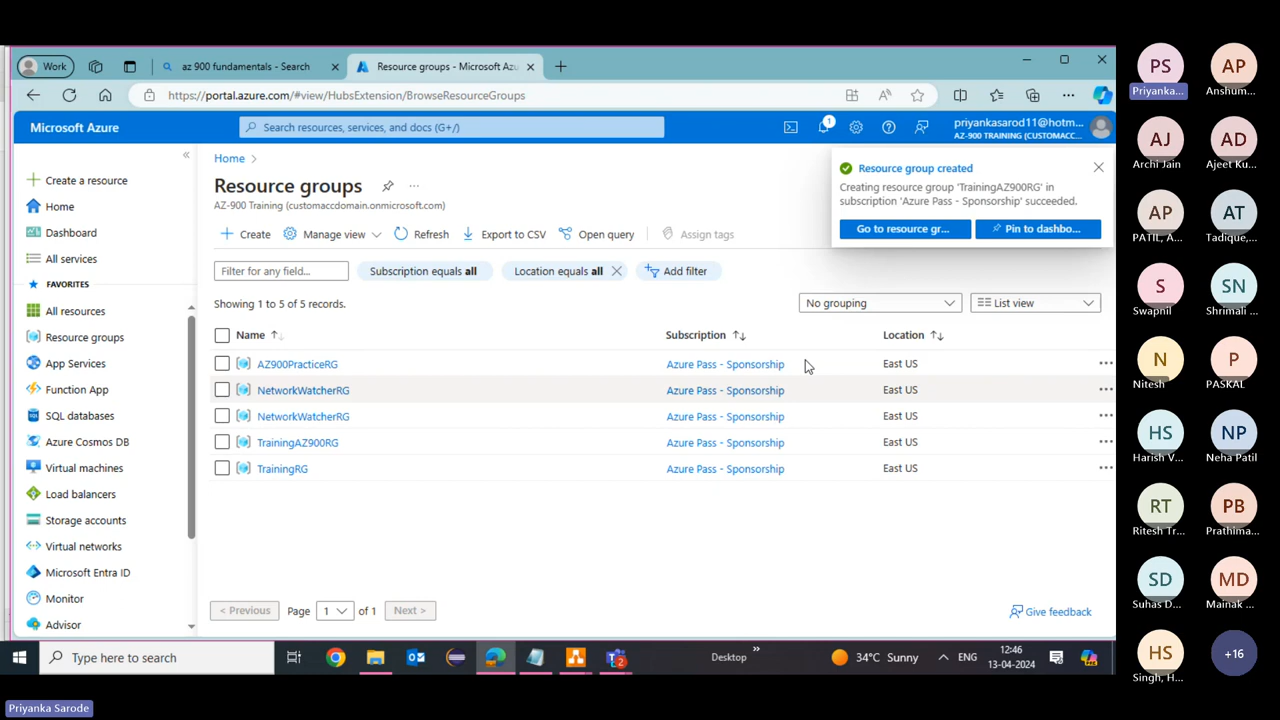 Work
az 900 fundamentals - Search
Resource groups - Microsoft Azu
https://portal.azure.com/#view/HubsExtension/BrowseResourceGroups
Microsoft Azure
Search resources, services, and docs (G+/)
1
priyankasarod11@hotm...
AZ-900 TRAINING (CUSTOMACC...
Create a resource
Home
Dashboard
All services
FAVORITES
All resources
Resource groups
App Services
Function App
SQL databases
Azure Cosmos DB
Virtual machines
Load balancers
Storage accounts
Virtual networks
Microsoft Entra ID
Monitor
Advisor
Home
Resource groups
AZ-900 Training (customaccdomain.onmicrosoft.com)
Create
Manage view
Refresh
Export to CSV
Open query
Assign tags
Resource group created
Creating resource group 'TrainingAZ900RG' in
subscription 'Azure Pass - Sponsorship' succeeded.
Go to resource gr...
Pin to dashbo...
Filter for any field...
Subscription equals all
Location equals all
Add filter
Showing 1 to 5 of 5 records.
No grouping
List view
Name Subscription Location
AZ900PracticeRG Azure Pass - Sponsorship East US
NetworkWatcherRG Azure Pass - Sponsorship East US
NetworkWatcherRG Azure Pass - Sponsorship East US
TrainingAZ900RG Azure Pass - Sponsorship East US
TrainingRG Azure Pass - Sponsorship East US
< Previous
Page 1 of 1
Next >
Give feedback
Type here to search
2
Desktop
34°C Sunny
ENG
12:46
13-04-2024
Priyanka Sarode
PS
Priyanka...
AP
Anshum...
AJ
Archi Jain
AD
Ajeet Ku...
AP
PATIL, A...
AT
Tadique,...
S
Swapnil
SN
Shrimali ...
N
Nitesh
P
PASKAL
HS
Harish V...
NP
Neha Patil
RT
Ritesh Tr...
PB
Prathima...
SD
Suhas D...
MD
Mainak ...
HS
Singh, H...
+16